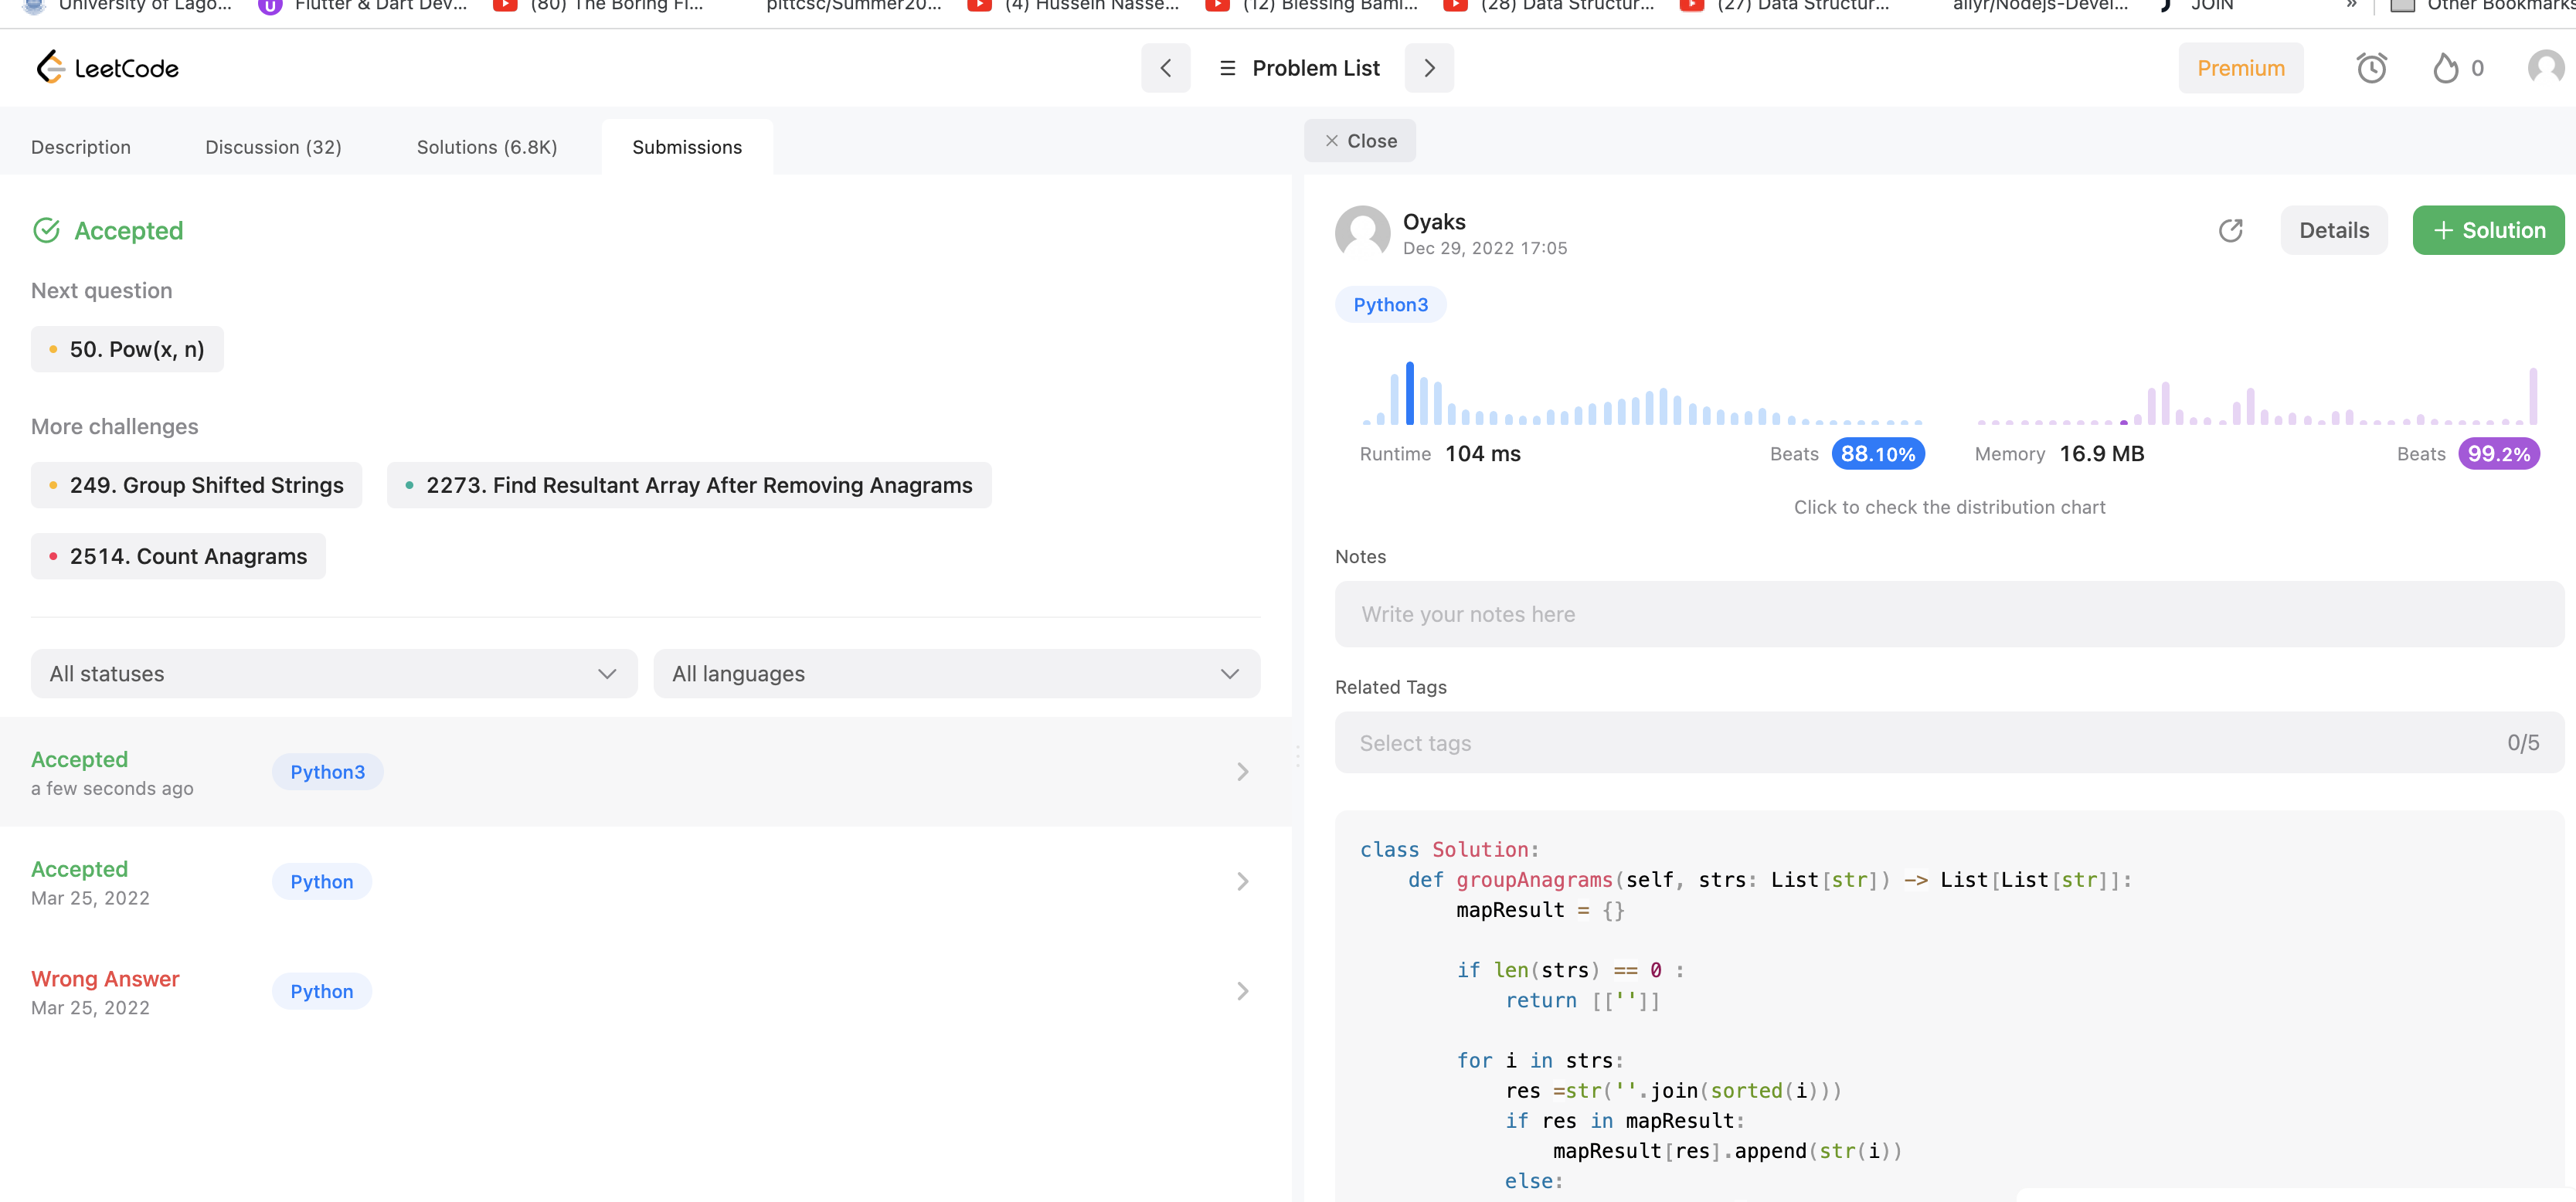 University of Lago...
Flutter & Dart Dev...
(80) The Boring Fl...
pittcsc/Summer20...
(4) Hussein Nasse...
(12) Blessing Bami...
(28) Data Structur...
(27) Data Structur...
allyr/Nodejs-Devel...
JOIN
»
Other Bookmarks
LeetCode
Problem List
Premium
0
Description
Discussion (32)
Solutions (6.8K)
Submissions
Accepted
Next question
50. Pow(x, n)
More challenges
249. Group Shifted Strings
2273. Find Resultant Array After Removing Anagrams
2514. Count Anagrams
All statuses
All languages
Accepted
a few seconds ago
Python3
Accepted
Mar 25, 2022
Python
Wrong Answer
Mar 25, 2022
Python
Close
Oyaks
Dec 29, 2022 17:05
Details
+ Solution
Python3
Runtime 104 ms
Beats 88.10%
Memory 16.9 MB
Beats 99.2%
Click to check the distribution chart
Notes
Write your notes here
Related Tags
Select tags
0/5
class Solution:
    def groupAnagrams(self, strs: List[str]) -> List[List[str]]:
        mapResult = {}
        if len(strs) == 0 :
            return [['']]
        for i in strs:
            res =str(''.join(sorted(i)))
            if res in mapResult:
                mapResult[res].append(str(i))
            else: